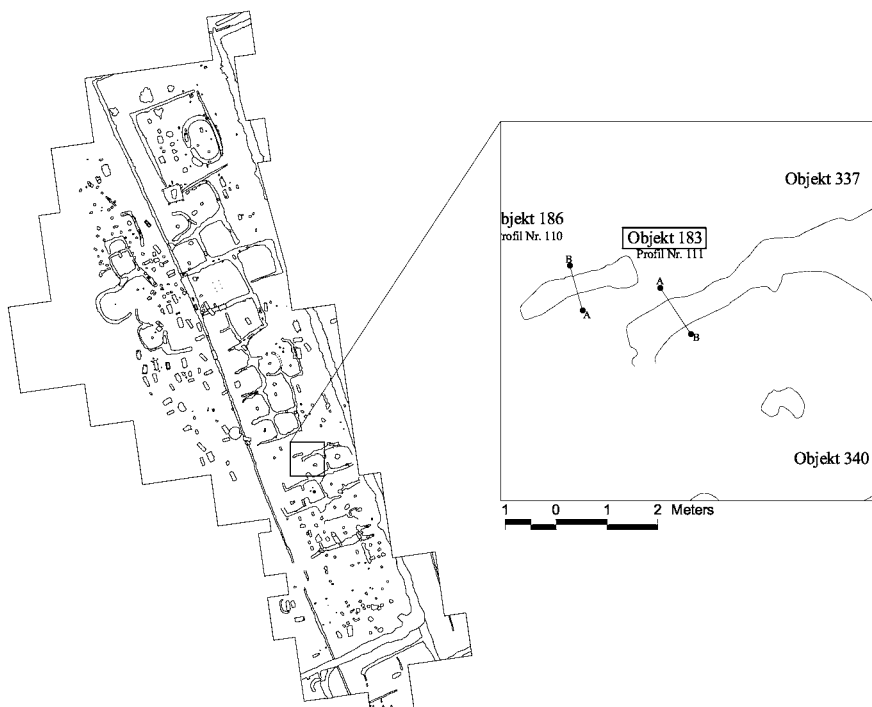 Objekt 337
bjekt 186
rofil Nr. 110
Objekt 183
Profil Nr. 111
B
A
A
B
Objekt 340
1 0 1 2 Meters